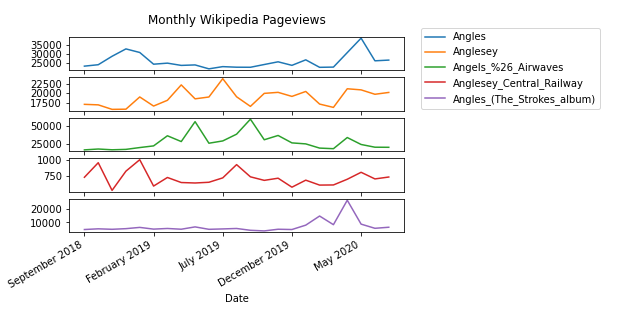 Monthly Wikipedia Pageviews
Angles
Anglesey
Angels_%26_Airwaves
Anglesey_Central_Railway
Angles_(The_Strokes_album)
35000
30000
25000
22500
20000
17500
50000
25000
1000
750
20000
10000
September 2018
February 2019
July 2019
December 2019
May 2020
Date